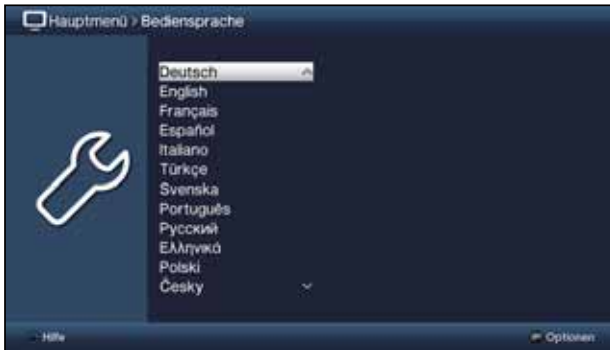 Hauptmenü > Bediensprache
Deutsch
English
Français
Español
Italiano
Türkçe
Svenska
Português
Русский
Ελληνικά
Polski
Česky
Hilfe
Optionen